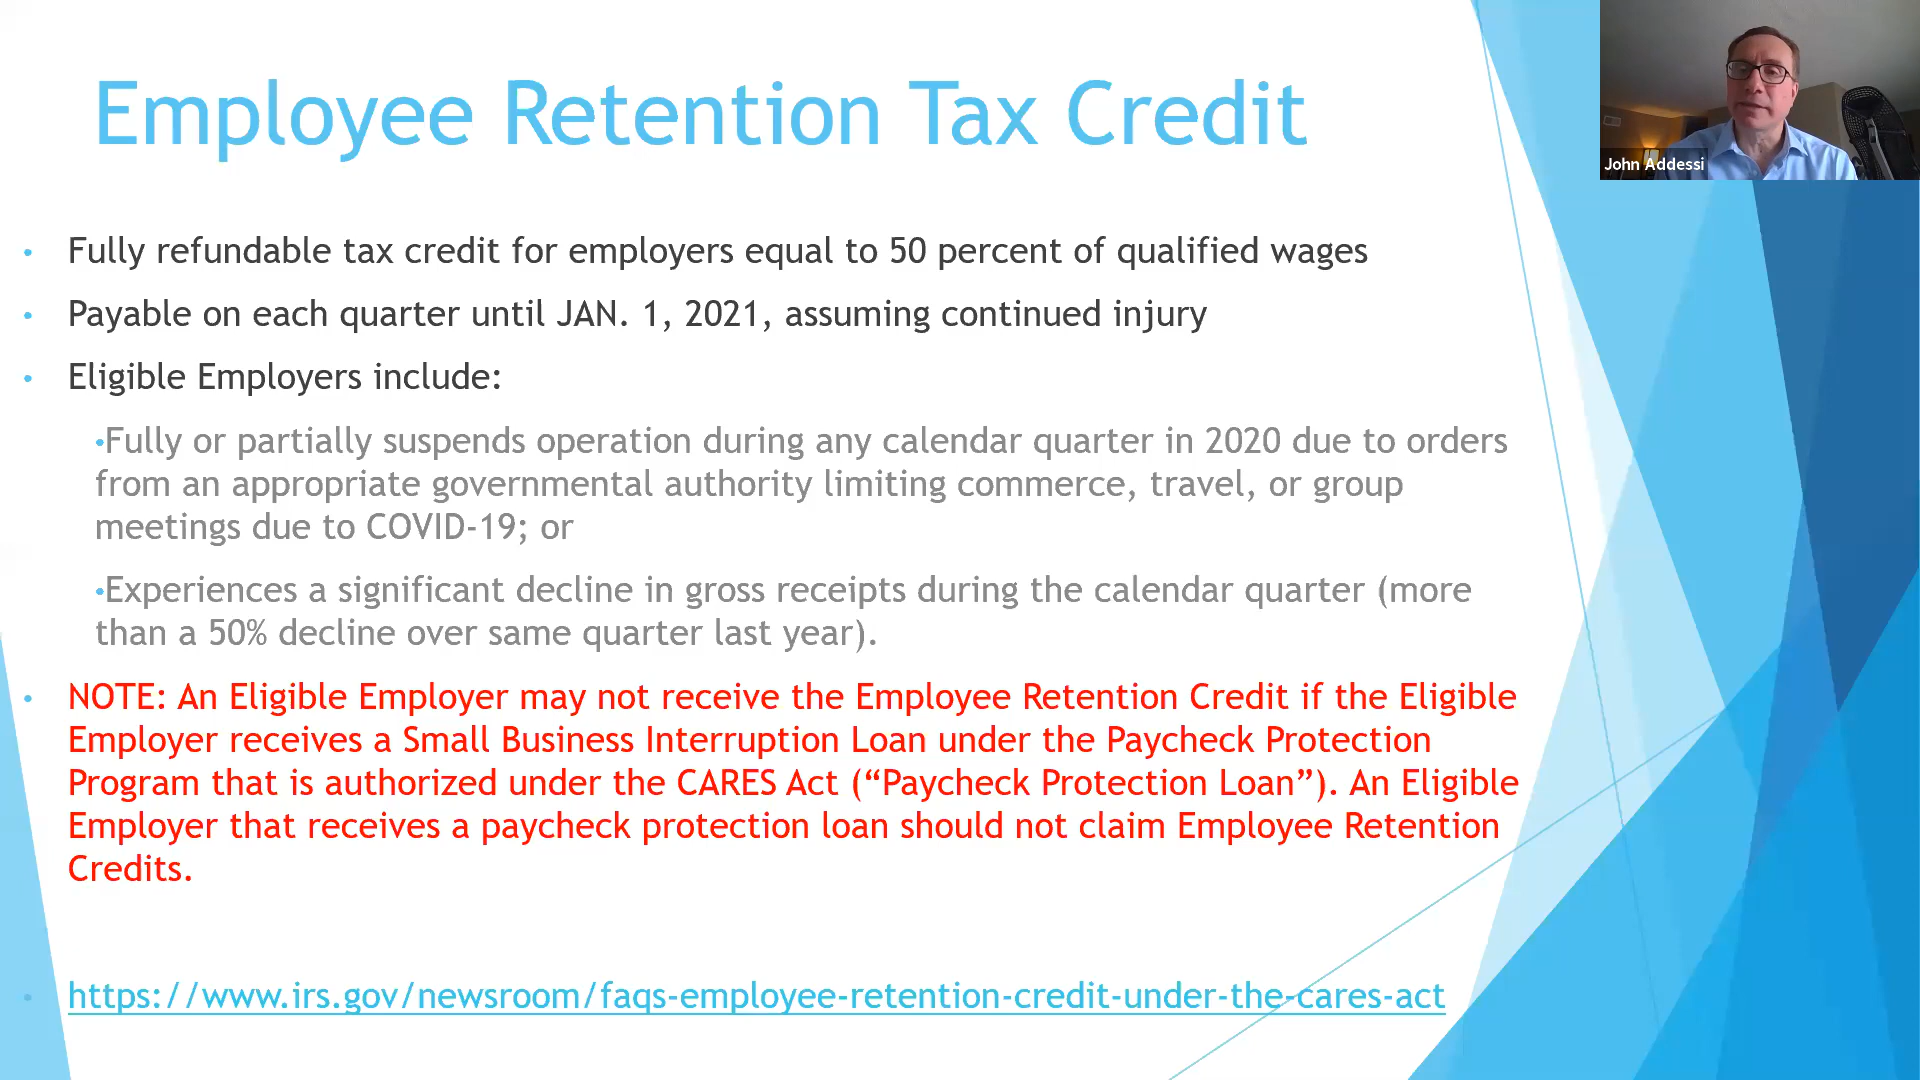 Employee Retention Tax Credit
John Addessi
• Fully refundable tax credit for employers equal to 50 percent of qualified wages
• Payable on each quarter until JAN. 1, 2021, assuming continued injury
• Eligible Employers include:
•Fully or partially suspends operation during any calendar quarter in 2020 due to orders
from an appropriate governmental authority limiting commerce, travel, or group
meetings due to COVID-19; or
•Experiences a significant decline in gross receipts during the calendar quarter (more
than a 50% decline over same quarter last year).
• NOTE: An Eligible Employer may not receive the Employee Retention Credit if the Eligible
Employer receives a Small Business Interruption Loan under the Paycheck Protection
Program that is authorized under the CARES Act (“Paycheck Protection Loan”). An Eligible
Employer that receives a paycheck protection loan should not claim Employee Retention
Credits.
• https://www.irs.gov/newsroom/faqs-employee-retention-credit-under-the-cares-act